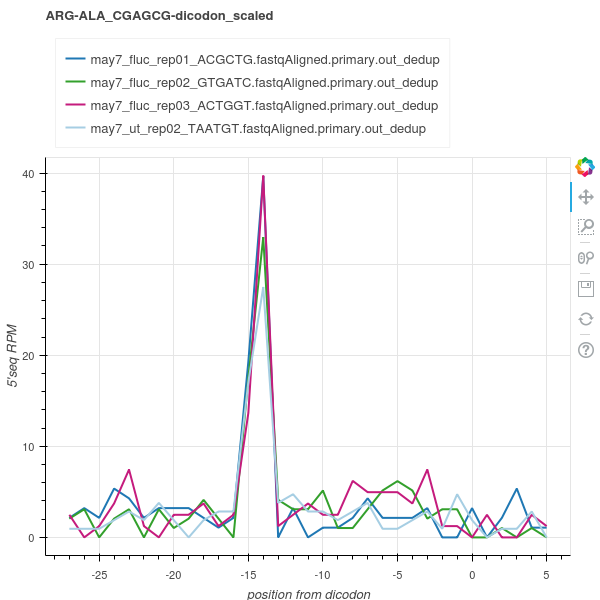 ARG-ALA_CGAGCG-dicodon_scaled
may7_fluc_rep01_ACGCTG.fastqAligned.primary.out_dedup
may7_fluc_rep02_GTGATC.fastqAligned.primary.out_dedup
may7_fluc_rep03_ACTGGT.fastqAligned.primary.out_dedup
may7_ut_rep02_TAATGT.fastqAligned.primary.out_dedup
40
30
20
10
0
5'seq RPM
-25 -20 -15 -10 -5 0 5
position from dicodon